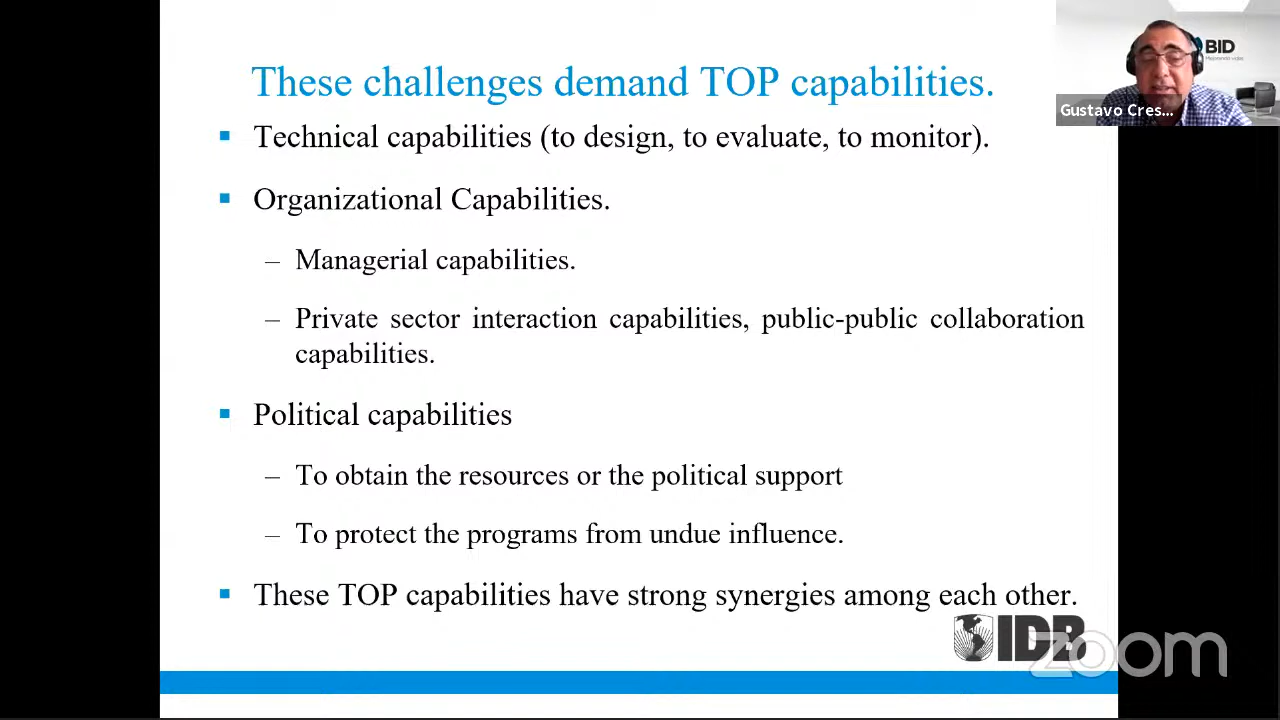 These challenges demand TOP capabilities.
▪ Technical capabilities (to design, to evaluate, to monitor).
▪ Organizational Capabilities.
– Managerial capabilities.
– Private sector interaction capabilities, public-public collaboration
capabilities.
▪ Political capabilities
– To obtain the resources or the political support
– To protect the programs from undue influence.
▪ These TOP capabilities have strong synergies among each other.
IDB
zoom
BID
Gustavo Cres...